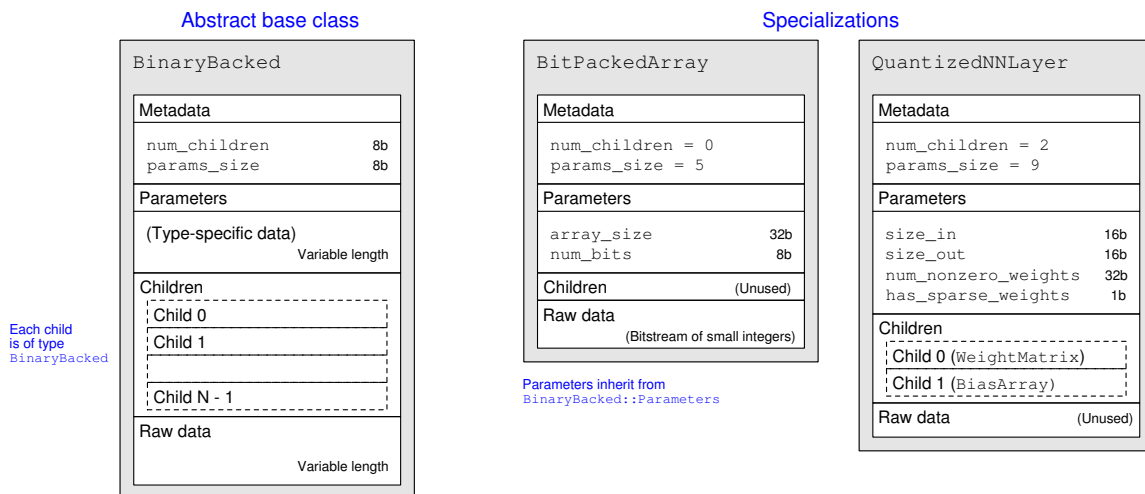 Abstract base class
Specializations
BinaryBacked
Metadata
num_children 8b
params_size 8b
Parameters
(Type-specific data)
Variable length
Children
Child 0
Child 1
Child N - 1
Raw data
Variable length
Each child
is of type
BinaryBacked
BitPackedArray
Metadata
num_children = 0
params_size = 5
Parameters
array_size 32b
num_bits 8b
Children (Unused)
Raw data
(Bitstream of small integers)
Parameters inherit from
BinaryBacked::Parameters
QuantizedNNLayer
Metadata
num_children = 2
params_size = 9
Parameters
size_in 16b
size_out 16b
num_nonzero_weights 32b
has_sparse_weights 1b
Children
Child 0 (WeightMatrix)
Child 1 (BiasArray)
Raw data (Unused)